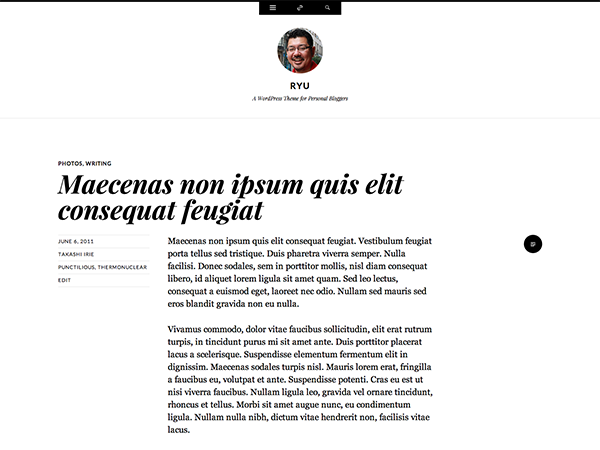 RYU
A WordPress Theme for Personal Bloggers
PHOTOS, WRITING
Maecenas non ipsum quis elit
consequat feugiat
JUNE 6, 2011
TAKASHI IRIE
PUNCTILIOUS, THERMONUCLEAR
EDIT
Maecenas non ipsum quis elit consequat feugiat. Vestibulum feugiat
porta tellus sed tristique. Duis pharetra viverra semper. Nulla
facilisi. Donec sodales, sem in porttitor mollis, nisl diam consequat
libero, id aliquet lorem ligula sit amet quam. Sed leo lectus,
consequat a euismod eget, laoreet nec odio. Nullam sed mauris sed
eros blandit gravida non eu nulla.
Vivamus commodo, dolor vitae faucibus sollicitudin, elit erat rutrum
turpis, in tincidunt purus mi sit amet ante. Duis porttitor placerat
lacus a scelerisque. Suspendisse elementum fermentum elit in
dignissim. Maecenas sodales turpis nisl. Mauris lorem erat, fringilla
a faucibus eu, volutpat et ante. Suspendisse potenti. Cras eu est ut
nisi viverra faucibus. Nullam ligula leo, gravida vel ornare tincidunt,
rhoncus et tellus. Morbi sit amet augue nunc, eu condimentum
ligula. Nullam nulla nibh, dictum vitae hendrerit non, facilisis vitae
lacus.